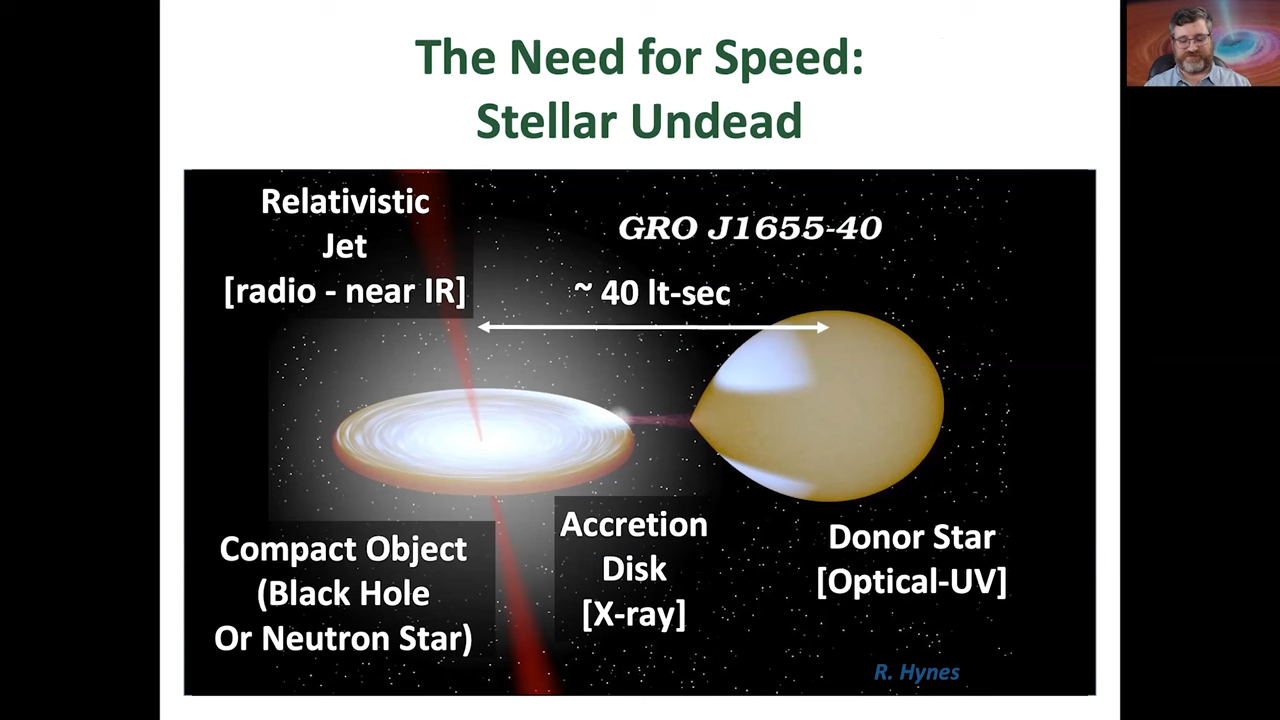 The Need for Speed:
Stellar Undead
Relativistic
Jet
[radio - near IR]
GRO J1655-40
~ 40 lt-sec
Compact Object
(Black Hole
Or Neutron Star)
Accretion
Disk
[X-ray]
Donor Star
[Optical-UV]
R. Hynes